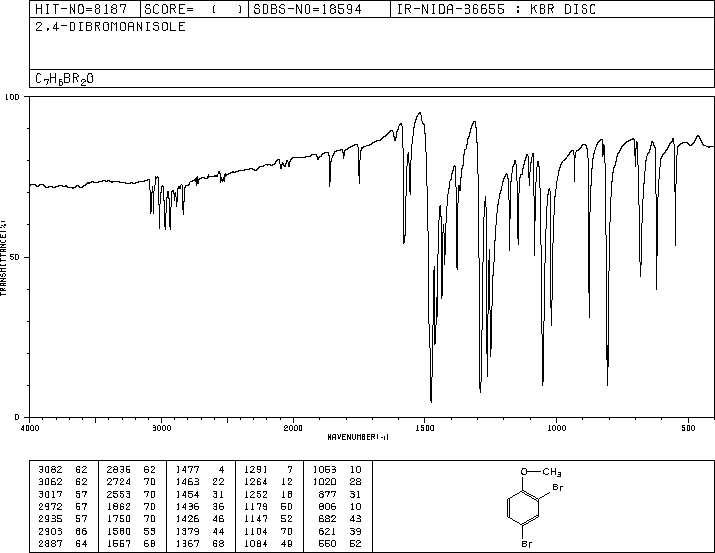 HIT-NO=8187 SCORE= ( ) SDBS-NO=18594 IR-NIDA-36655 : KBR DISC
2,4-DIBROMOANISOLE
C7H6BR2O
100
50
0
TRANSMITTANCE(%)
4000 3000 2000 1500 1000 500
WAVENUMBER(-1)
3082 62 2836 62 1477 4 1291 7 1053 10
3062 62 2724 70 1463 22 1264 12 1020 28
3017 57 2553 70 1454 31 1252 18 877 31
2972 57 1862 70 1436 36 1179 50 806 10
2935 57 1750 70 1426 46 1147 52 682 43
2903 66 1580 53 1379 44 1104 70 621 39
2887 64 1557 68 1367 68 1084 49 550 52
O CH3
Br
Br